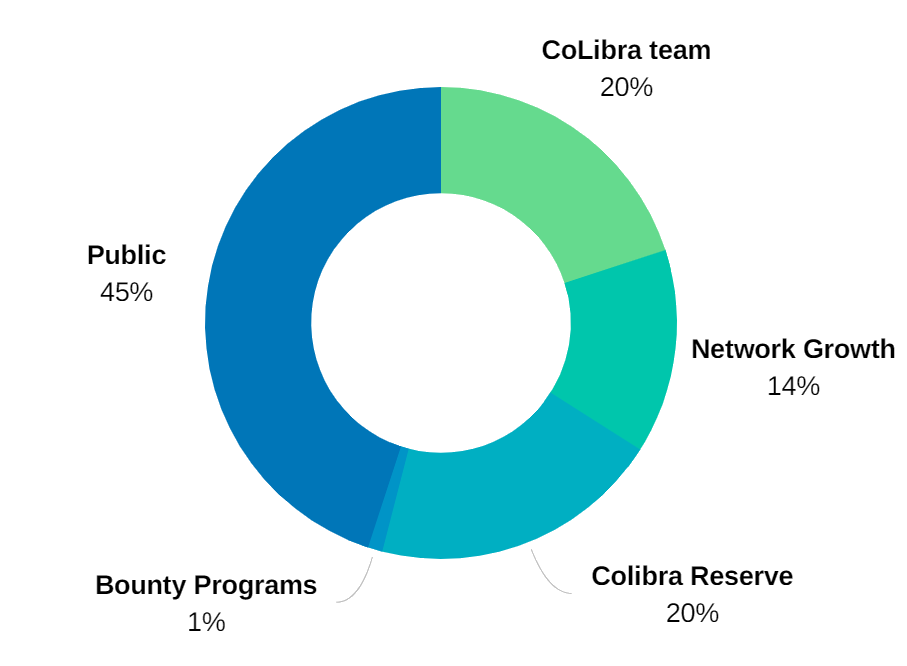 CoLibra team
20%
Public
45%
Network Growth
14%
Colibra Reserve
20%
Bounty Programs
1%